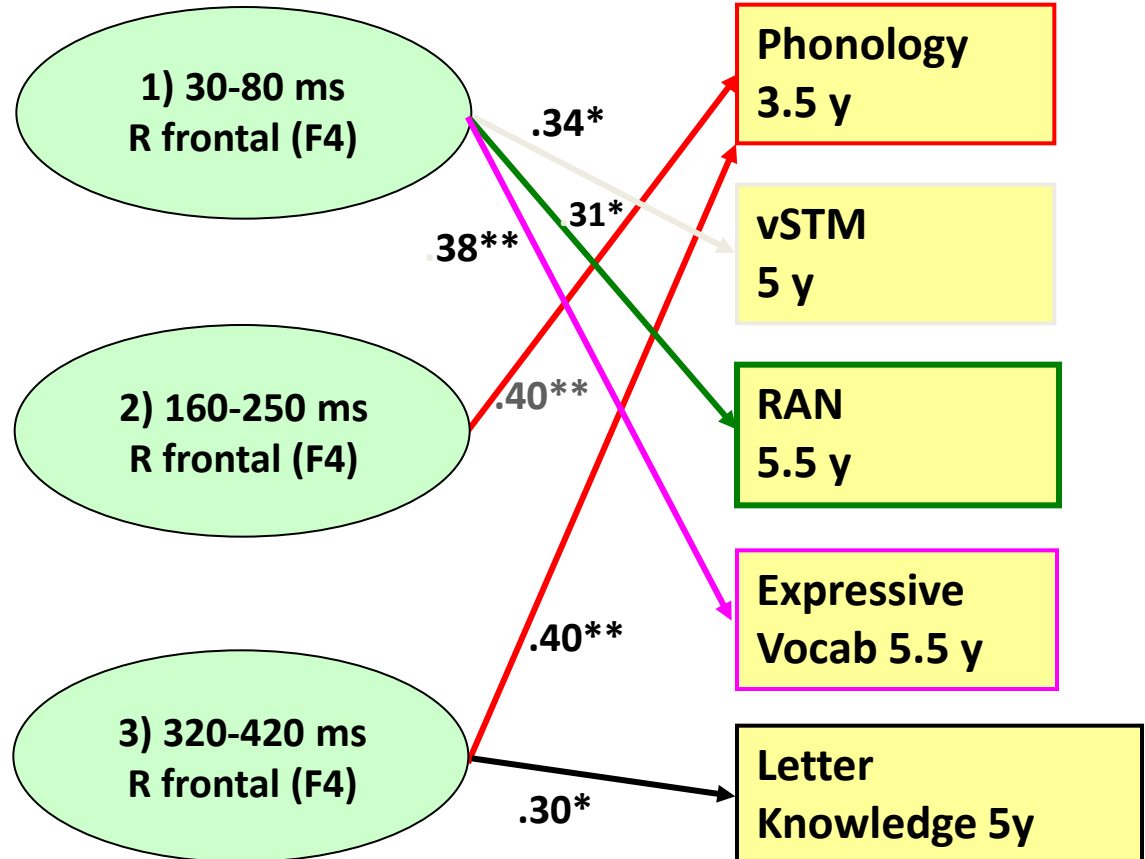 1) 30-80 ms
R frontal (F4)
2) 160-250 ms
R frontal (F4)
3) 320-420 ms
R frontal (F4)
.34*
.31*
.38**
.40**
.40**
.30*
Phonology
3.5 y
vSTM
5 y
RAN
5.5 y
Expressive
Vocab 5.5 y
Letter
Knowledge 5y